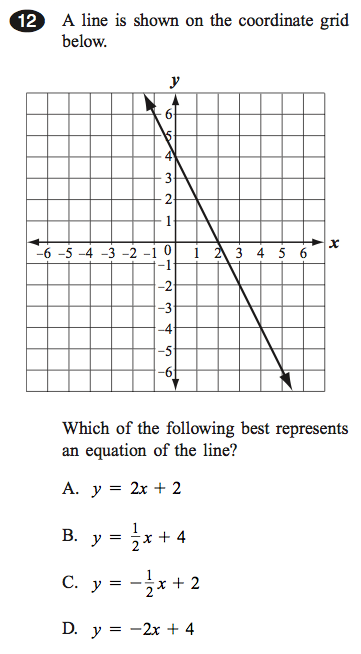 12 A line is shown on the coordinate grid
below.
y
6
5
4
3
2
1
-6 -5 -4 -3 -2 -1 0 1 2 3 4 5 6 x
-1
-2
-3
-4
-5
-6
Which of the following best represents
an equation of the line?
A. y = 2x + 2
B. y = 1/2 x + 4
C. y = -1/2 x + 2
D. y = -2x + 4